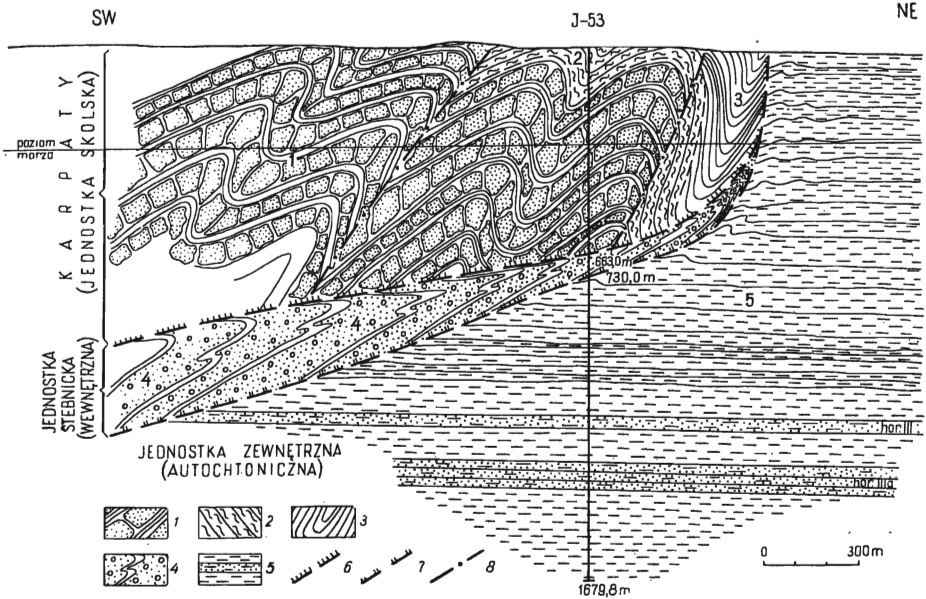 SW
J-53
NE
KARPATY
(JEDNOSTKA SKOLSKA)
poziom
morza
1
2
3
663,0m
730,0m
5
4
4
JEDNOSTKA
STEBNICKA
(WEWNĘTRZNA)
hor. III
JEDNOSTKA ZEWNĘTRZNA
(AUTOCHTONICZNA)
hor. IIIa
1 2 3
4 5 6 7 8
0 300m
1679,8m